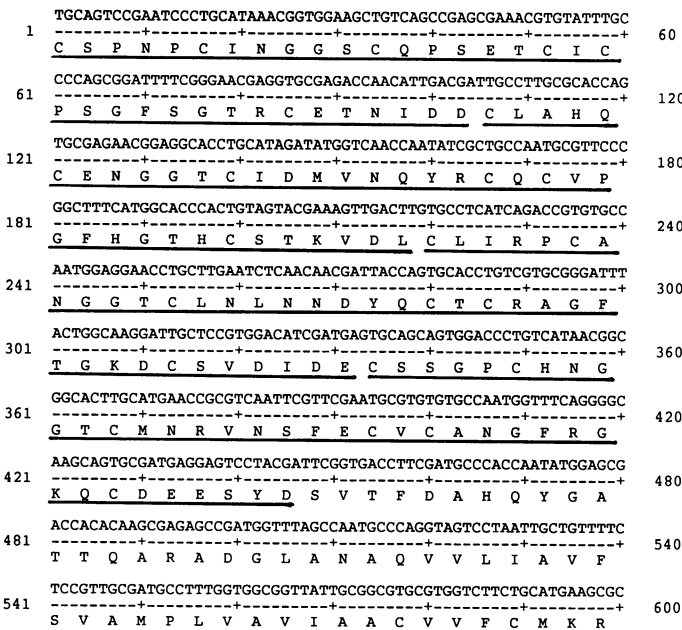 TGCAGTCCGAATCCCTGCATAAACGGTGGAAGCTGTCAGCCGAGCGAAACGTGTATTTGC
1 ---------+---------+---------+---------+---------+---------+ 60
C S P N P C I N G G S C Q P S E T C I C
CCCAGCGGATTTTCGGGAACGAGGTGCGAGACCAACATTGACGATTGCCTTGCGCACCAG
61 ---------+---------+---------+---------+---------+---------+ 120
P S G F S G T R C E T N I D D C L A H Q
TGCGAGAACGGAGGCACCTGCATAGATATGGTCAACCAATATCGCTGCCAATGCGTTCCC
121 ---------+---------+---------+---------+---------+---------+ 180
C E N G G T C I D M V N Q Y R C Q C V P
GGCTTTCATGGCACCCACTGTAGTACGAAAGTTGACTTGTGCCTCATCAGACCGTGTGCC
181 ---------+---------+---------+---------+---------+---------+ 240
G F H G T H C S T K V D L C L I R P C A
AATGGAGGAACCTGCTTGAATCTCAACAACGATTACCAGTGCACCTGTCGTGCGGGATTT
241 ---------+---------+---------+---------+---------+---------+ 300
N G G T C L N L N N D Y Q C T C R A G F
ACTGGCAAGGATTGCTCCGTGGACATCGATGAGTGCAGCAGTGGACCCTGTCATAACGGC
301 ---------+---------+---------+---------+---------+---------+ 360
T G K D C S V D I D E C S S G P C H N G
GGCACTTGCATGAACCGCGTCAATTCGTTCGAATGCGTGTGTGCCAATGGTTTCAGGGGC
361 ---------+---------+---------+---------+---------+---------+ 420
G T C M N R V N S F E C V C A N G F R G
AAGCAGTGCGATGAGGAGTCCTACGATTCGGTGACCTTCGATGCCCACCAATATGGAGCG
421 ---------+---------+---------+---------+---------+---------+ 480
K Q C D E E S Y D S V T F D A H Q Y G A
ACCACACAAGCGAGAGCCGATGGTTTAGCCAATGCCCAGGTAGTCCTAATTGCTGTTTTC
481 ---------+---------+---------+---------+---------+---------+ 540
T T Q A R A D G L A N A Q V V L I A V F
TCCGTTGCGATGCCTTTGGTGGCGGTTATTGCGGCGTGCGTGGTCTTCTGCATGAAGCGC
541 ---------+---------+---------+---------+---------+---------+ 600
S V A M P L V A V I A A C V V F C M K R